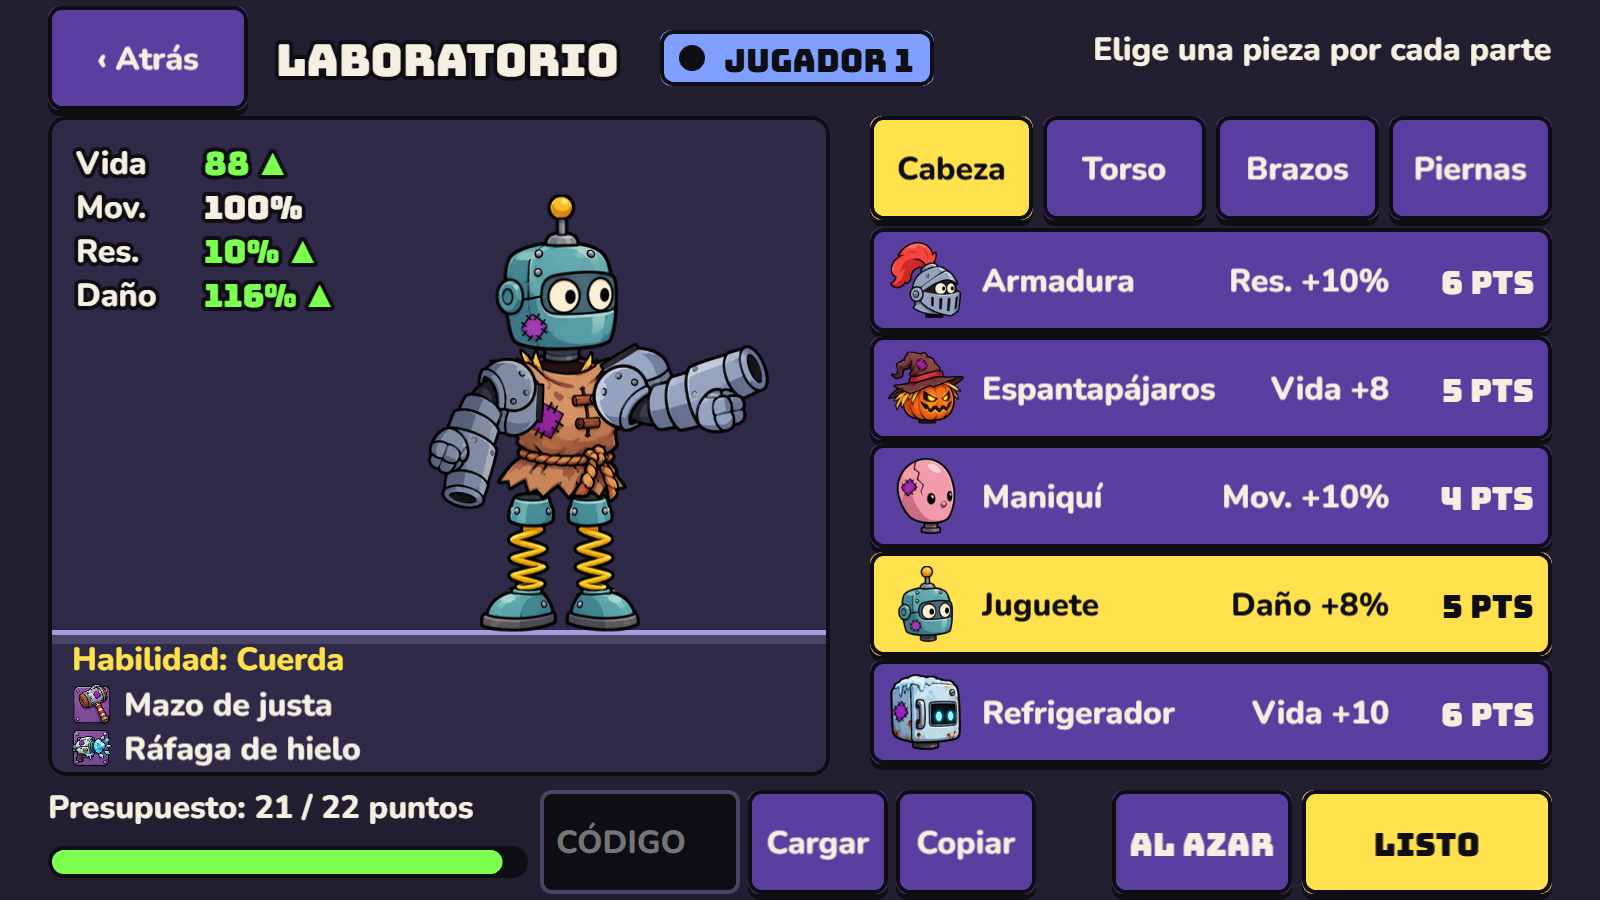 ‹ Atrás
LABORATORIO
JUGADOR 1
Elige una pieza por cada parte
Vida 88 ▲
Mov. 100%
Res. 10% ▲
Daño 116% ▲
Habilidad: Cuerda
Mazo de justa
Ráfaga de hielo
Cabeza
Torso
Brazos
Piernas
Armadura Res. +10% 6 PTS
Espantapájaros Vida +8 5 PTS
Maniquí Mov. +10% 4 PTS
Juguete Daño +8% 5 PTS
Refrigerador Vida +10 6 PTS
Presupuesto: 21 / 22 puntos
CÓDIGO
Cargar
Copiar
AL AZAR
LISTO